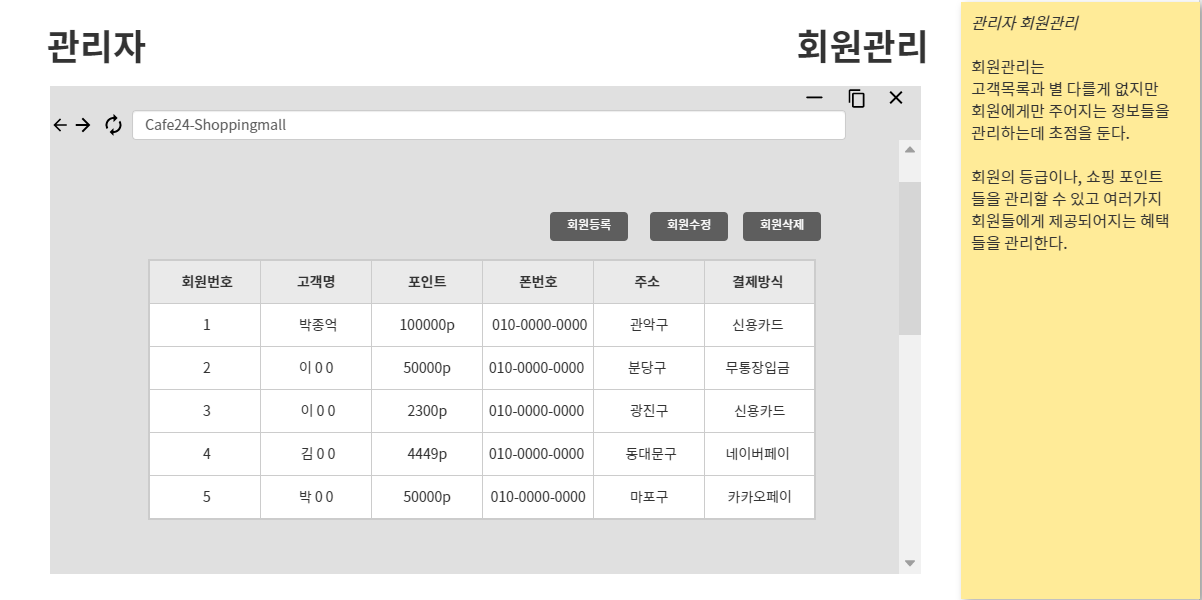 관리자 회원관리
Cafe24-Shoppingmall
회원등록 회원수정 회원삭제
회원번호 고객명 포인트 폰번호 주소 결제방식
1 박종억 100000p 010-0000-0000 관악구 신용카드
2 이 0 0 50000p 010-0000-0000 분당구 무통장입금
3 이 0 0 2300p 010-0000-0000 광진구 신용카드
4 김 0 0 4449p 010-0000-0000 동대문구 네이버페이
5 박 0 0 50000p 010-0000-0000 마포구 카카오페이
관리자 회원관리
회원관리는
고객목록과 별 다를게 없지만
회원에게만 주어지는 정보들을
관리하는데 초점을 둔다.
회원의 등급이나, 쇼핑 포인트
들을 관리할 수 있고 여러가지
회원들에게 제공되어지는 혜택
들을 관리한다.